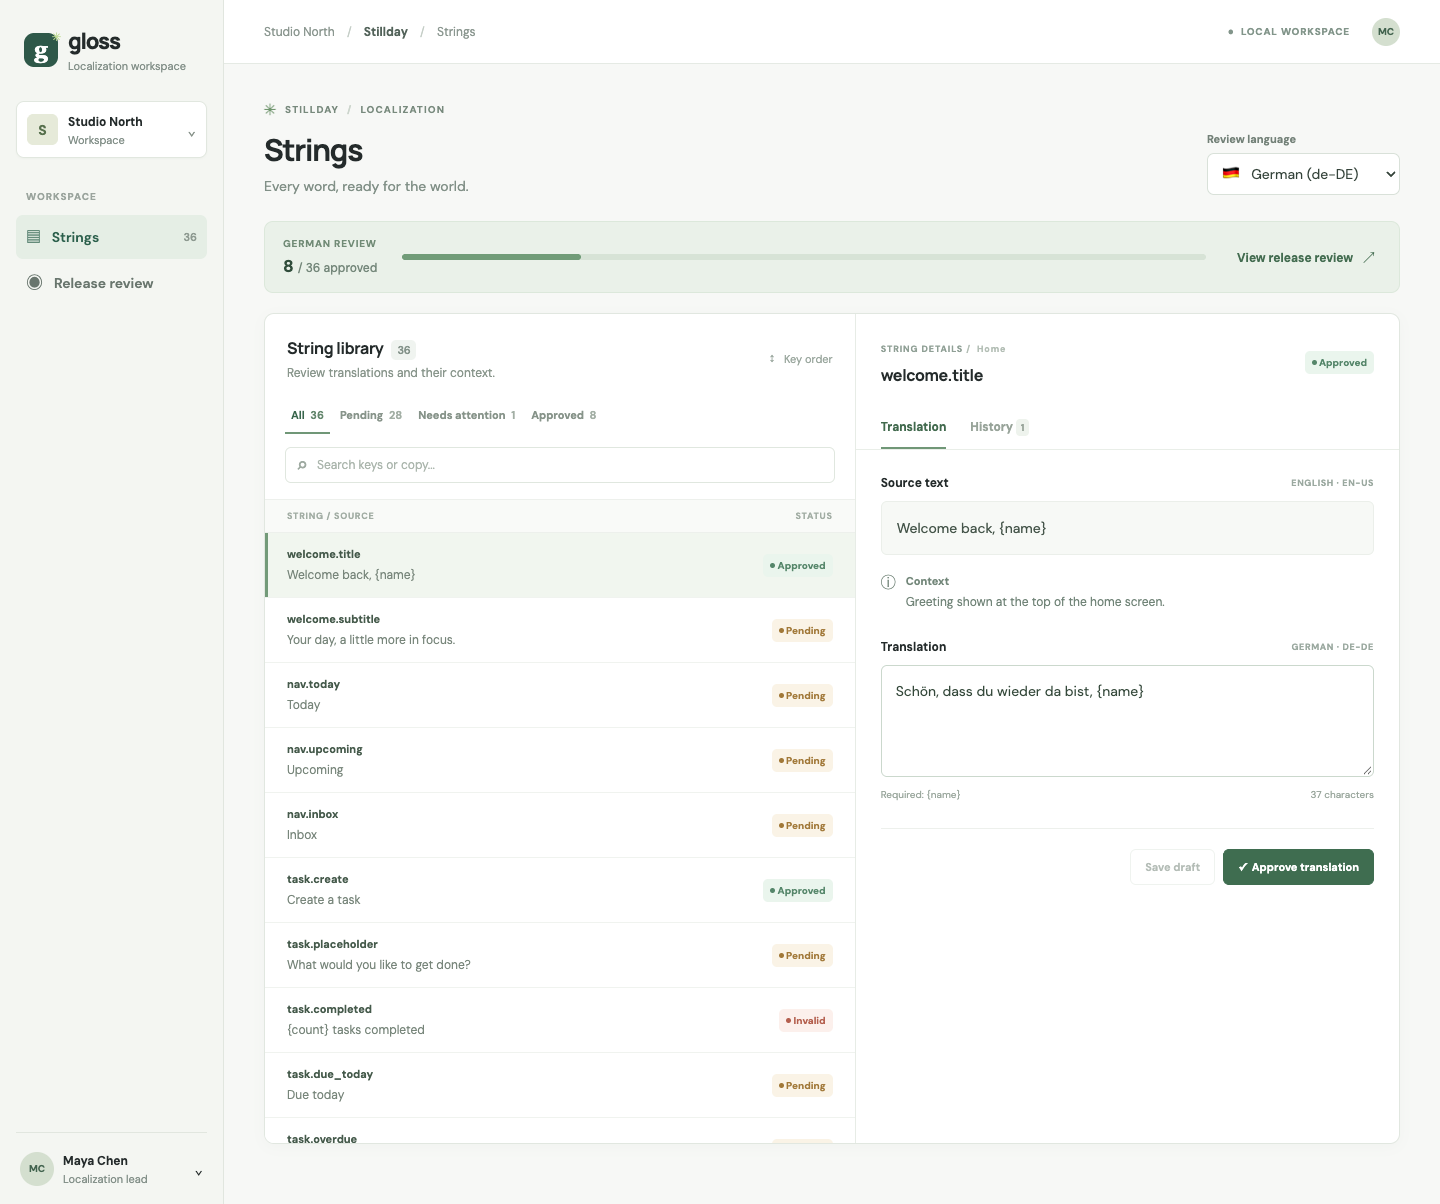 gloss
Localization workspace
S
Studio North
Workspace
WORKSPACE
Strings 36
Release review
MC
Maya Chen
Localization lead
Studio North / Stillday / Strings
LOCAL WORKSPACE
MC
STILLDAY / LOCALIZATION
Strings
Every word, ready for the world.
Review language
German (de-DE)
GERMAN REVIEW
8 / 36 approved
View release review ↗
String library 36
Review translations and their context.
↕ Key order
All 36 Pending 28 Needs attention 1 Approved 8
Search keys or copy...
STRING / SOURCE STATUS
welcome.title
Welcome back, {name}
Approved
welcome.subtitle
Your day, a little more in focus.
Pending
nav.today
Today
Pending
nav.upcoming
Upcoming
Pending
nav.inbox
Inbox
Pending
task.create
Create a task
Approved
task.placeholder
What would you like to get done?
Pending
task.completed
{count} tasks completed
Invalid
task.due_today
Due today
Pending
task.overdue
STRING DETAILS / Home
welcome.title
Approved
Translation History 1
Source text ENGLISH · EN-US
Welcome back, {name}
Context
Greeting shown at the top of the home screen.
Translation GERMAN · DE-DE
Schön, dass du wieder da bist, {name}
Required: {name} 37 characters
Save draft ✓ Approve translation